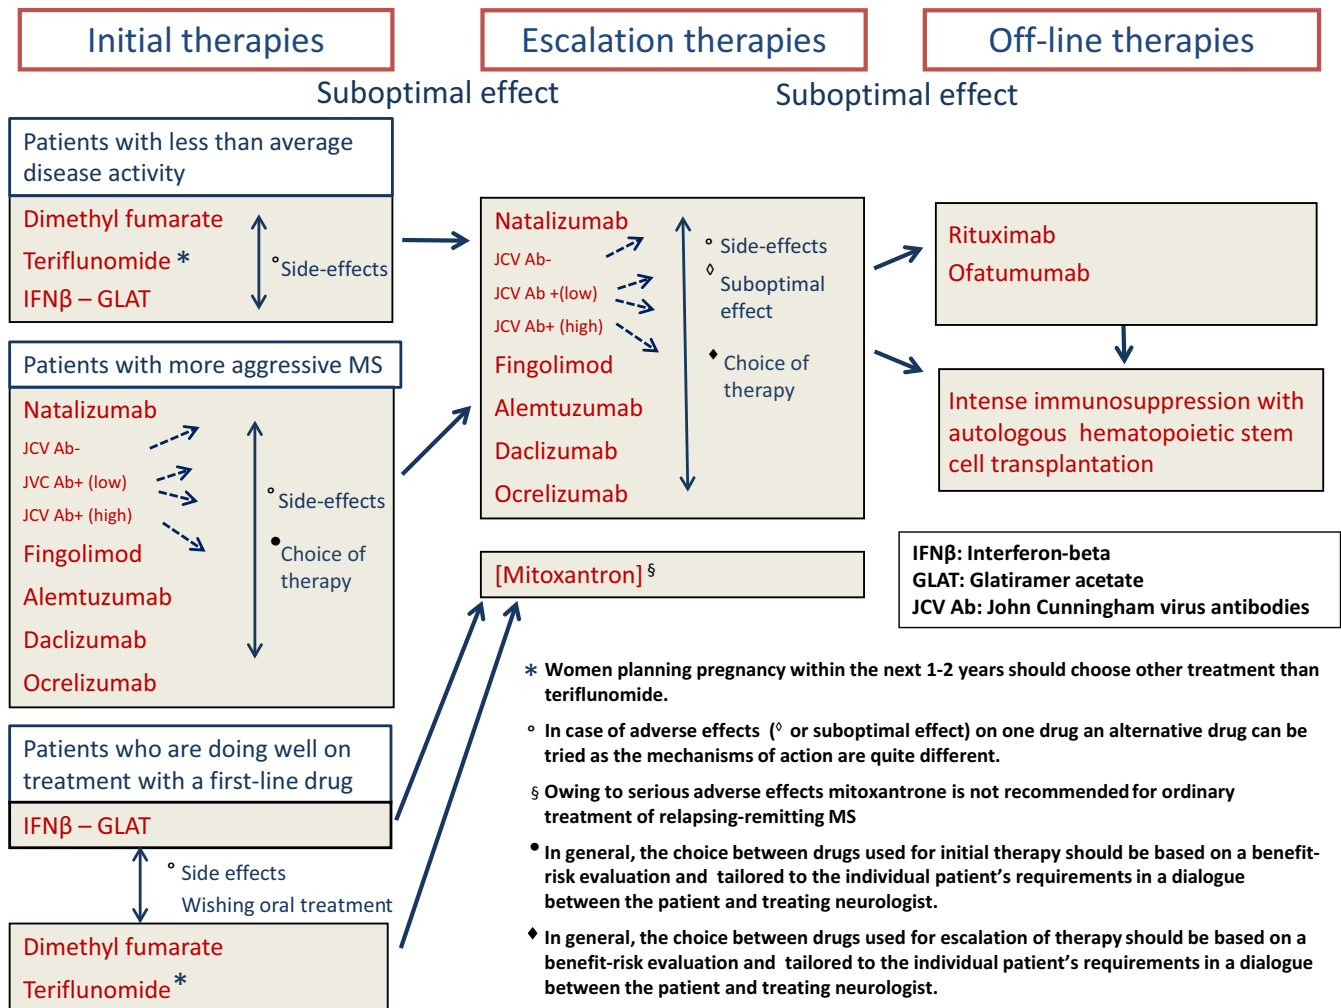 Initial therapies
Escalation therapies
Off-line therapies
Suboptimal effect
Suboptimal effect
Patients with less than average
disease activity
Dimethyl fumarate
Teriflunomide *
IFNβ – GLAT
° Side-effects
Patients with more aggressive MS
Natalizumab
JCV Ab-
JVC Ab+ (low)
JCV Ab+ (high)
Fingolimod
Alemtuzumab
Daclizumab
Ocrelizumab
° Side-effects
● Choice of
therapy
Patients who are doing well on
treatment with a first-line drug
IFNβ – GLAT
° Side effects
Wishing oral treatment
Dimethyl fumarate
Teriflunomide *
Natalizumab
JCV Ab-
JCV Ab +(low)
JCV Ab+ (high)
Fingolimod
Alemtuzumab
Daclizumab
Ocrelizumab
° Side-effects
◊ Suboptimal
effect
♦ Choice of
therapy
[Mitoxantron] §
Rituximab
Ofatumumab
Intense immunosuppression with
autologous hematopoietic stem
cell transplantation
IFNβ: Interferon-beta
GLAT: Glatiramer acetate
JCV Ab: John Cunningham virus antibodies
* Women planning pregnancy within the next 1-2 years should choose other treatment than
teriflunomide.
° In case of adverse effects (◊ or suboptimal effect) on one drug an alternative drug can be
tried as the mechanisms of action are quite different.
§ Owing to serious adverse effects mitoxantrone is not recommended for ordinary
treatment of relapsing-remitting MS
● In general, the choice between drugs used for initial therapy should be based on a benefit-
risk evaluation and tailored to the individual patient's requirements in a dialogue
between the patient and treating neurologist.
♦ In general, the choice between drugs used for escalation of therapy should be based on a
benefit-risk evaluation and tailored to the individual patient's requirements in a dialogue
between the patient and treating neurologist.